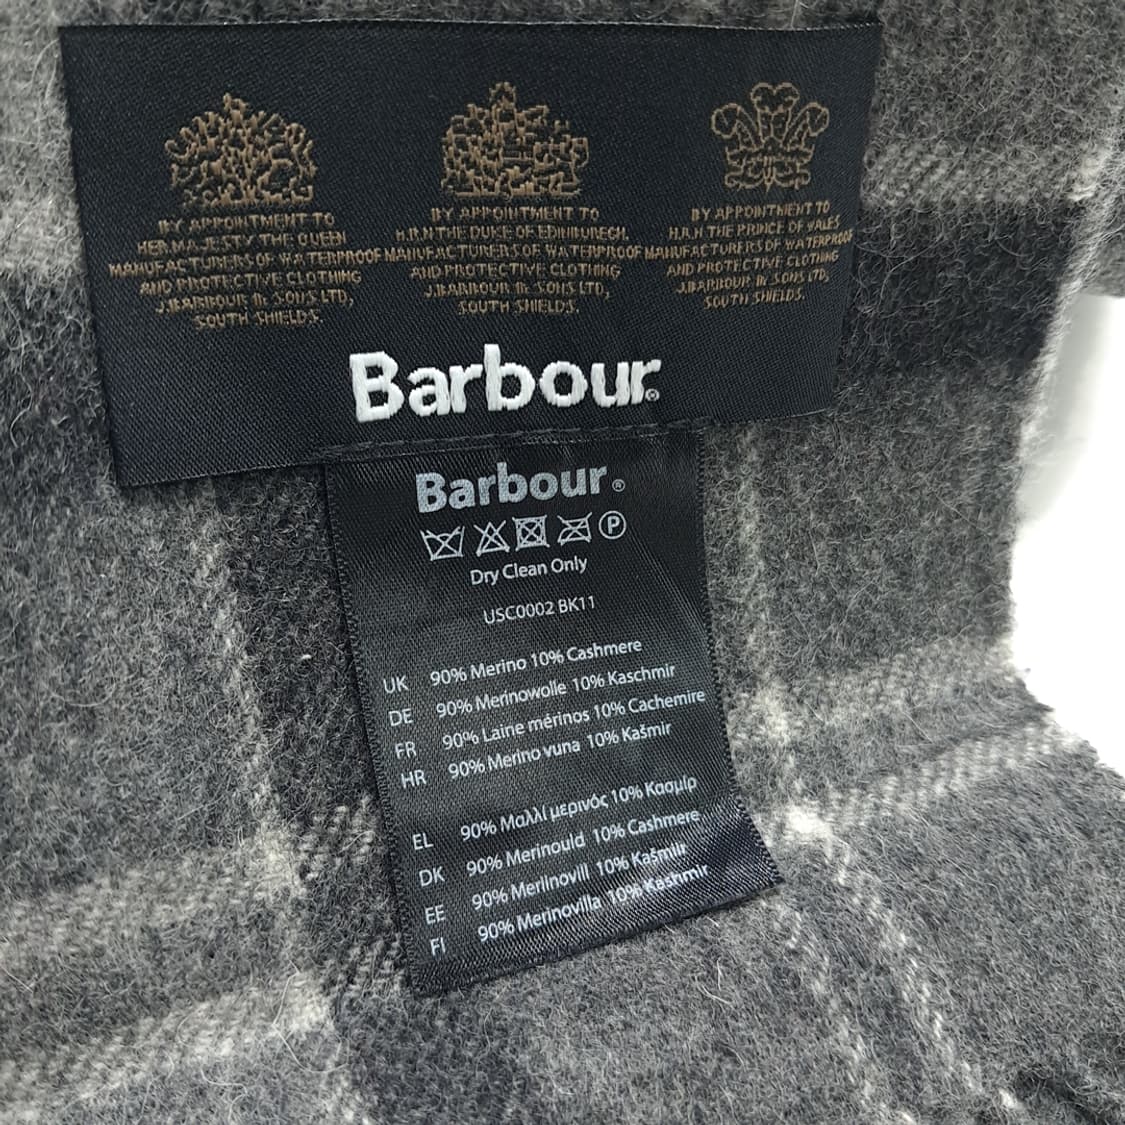 BY APPOINTMENT TO
HER MAJESTY THE QUEEN
MANUFACTURERS OF WATERPROOF
AND PROTECTIVE CLOTHING
J.BARBOUR & SONS LTD,
SOUTH SHIELDS.
BY APPOINTMENT TO
H.R.H THE DUKE OF EDINBURGH,
MANUFACTURERS OF WATERPROOF
AND PROTECTIVE CLOTHING
J.BARBOUR & SONS LTD,
SOUTH SHIELDS.
BY APPOINTMENT TO
H.R.H THE PRINCE OF WALES
MANUFACTURERS OF WATERPROOF
AND PROTECTIVE CLOTHING
J.BARBOUR & SONS LTD,
SOUTH SHIELDS.
Barbour®
Barbour®
P
Dry Clean Only
USC0002 BK11
UK 90% Merino 10% Cashmere
DE 90% Merinowolle 10% Kaschmir
FR 90% Laine mérinos 10% Cachemire
HR 90% Merino vuna 10% Kašmir
EL 90% Μαλλί μερινός 10% Κασμίρ
DK 90% Merinould 10% Cashmere
EE 90% Meriinovill 10% Kašmiir
FI 90% Merinovilla 10% Kashmir